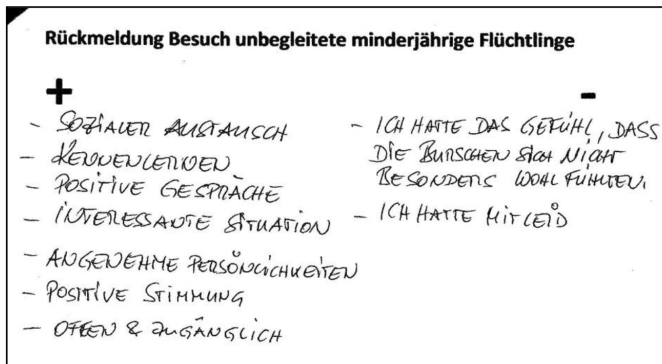 Rückmeldung Besuch unbegleitete minderjährige Flüchtlinge
+
- SOZIALER AUSTAUSCH
- KENNENLERNEN
- POSITIVE GESPRÄCHE
- INTERESSANTE SITUATION
- ANGENEHME PERSÖNLICHKEITEN
- POSITIVE STIMMUNG
- OFFEN & ZUGÄNGLICH
-
- ICH HATTE DAS GEFÜHL, DASS
DIE BURSCHEN SICH NICHT
BESONDERS WOHL FÜHLTEN.
- ICH HATTE MITLEID